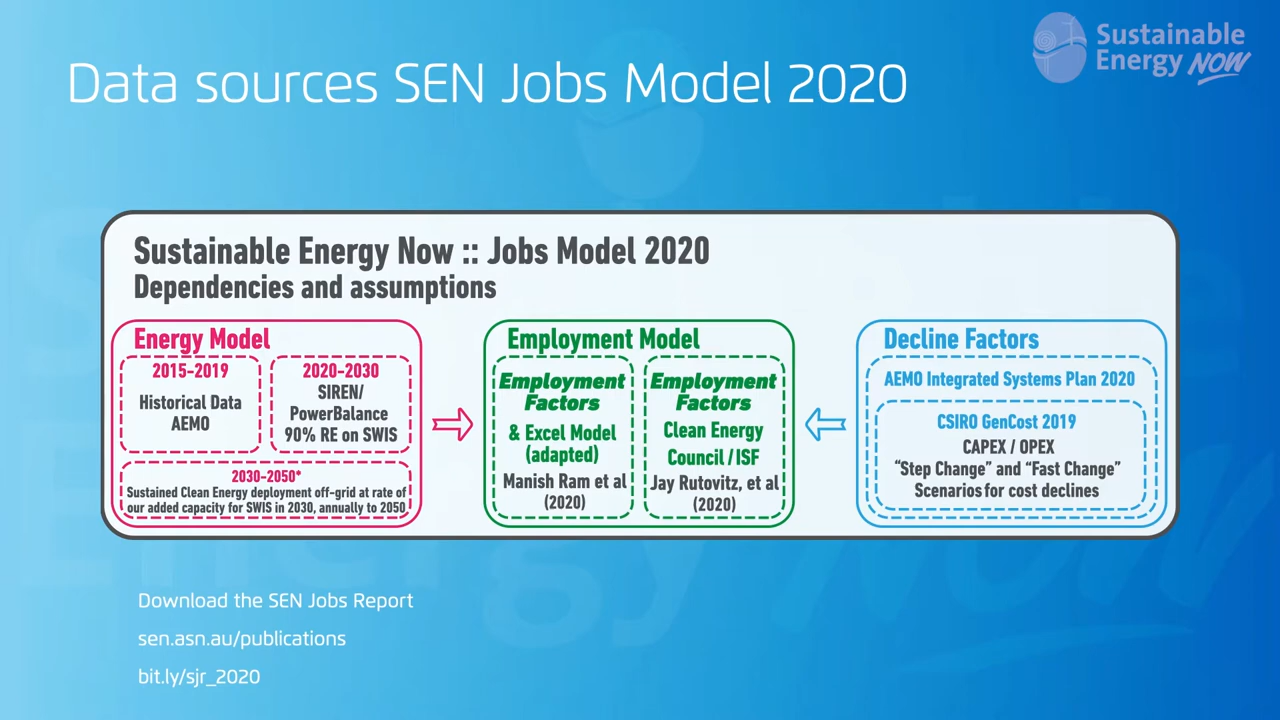 Sustainable
Energy NOW
Data sources SEN Jobs Model 2020
Sustainable Energy Now :: Jobs Model 2020
Dependencies and assumptions
Energy Model
2015-2019
Historical Data
AEMO
2020-2030
SIREN/
PowerBalance
90% RE on SWIS
2030-2050*
Sustained Clean Energy deployment off-grid at rate of
our added capacity for SWIS in 2030, annually to 2050
Employment Model
Employment
Factors
& Excel Model
(adapted)
Manish Ram et al
(2020)
Employment
Factors
Clean Energy
Council / ISF
Jay Rutovitz, et al
(2020)
Decline Factors
AEMO Integrated Systems Plan 2020
CSIRO GenCost 2019
CAPEX / OPEX
“Step Change” and “Fast Change”
Scenarios for cost declines
Download the SEN Jobs Report
sen.asn.au/publications
bit.ly/sjr_2020